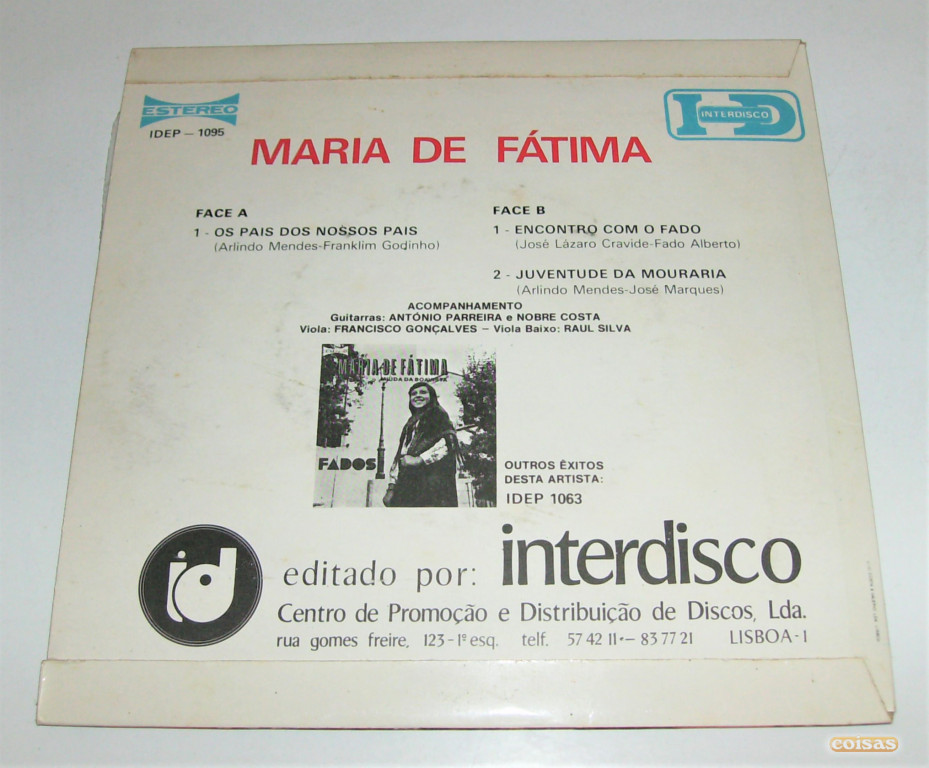 ESTEREO
IDEP – 1095
INTERDISCO
MARIA DE FÁTIMA
FACE A
1 - OS PAIS DOS NOSSOS PAIS
(Arlindo Mendes-Franklim Godinho)
FACE B
1 - ENCONTRO COM O FADO
(José Lázaro Cravide-Fado Alberto)
2 - JUVENTUDE DA MOURARIA
(Arlindo Mendes-José Marques)
ACOMPANHAMENTO
Guitarras: ANTÓNIO PARREIRA e NOBRE COSTA
Viola: FRANCISCO GONÇALVES – Viola Baixo: RAUL SILVA
MARIA DE FÁTIMA
MIÚDA DA
FADOS
OUTROS ÊXITOS
DESTA ARTISTA:
IDEP 1063
id
editado por: interdisco
Centro de Promoção e Distribuição de Discos, Lda.
rua gomes freire, 123-1º esq. telf. 57 42 11 – 83 77 21 LISBOA-1
coisas